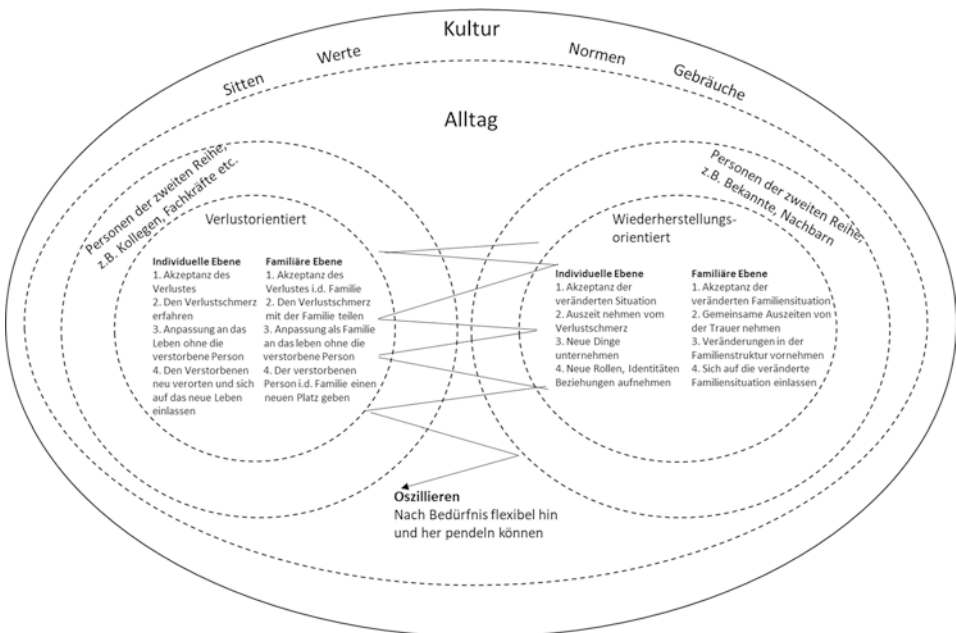 Kultur
Sitten
Werte
Normen
Gebräuche
Alltag
Personen der zweiten Reihe,
z.B. Kollegen, Fachkräfte etc.
Verlustorientiert
Individuelle Ebene
1. Akzeptanz des
Verlustes
2. Den Verlustschmerz
erfahren
3. Anpassung an das
Leben ohne die
verstorbene Person
4. Den Verstorbenen
neu verorten und sich
auf das neue Leben
einlassen
Familiäre Ebene
1. Akzeptanz des
Verlustes i.d. Familie
2. Den Verlustschmerz
mit der Familie teilen
3. Anpassung als Familie
an das leben ohne die
verstorbene Person
4. Der verstorbenen
Person i.d. Familie einen
neuen Platz geben
Personen der zweiten Reihe,
z.B. Bekannte, Nachbarn
Wiederherstellungs-
orientiert
Individuelle Ebene
1. Akzeptanz der
veränderten Situation
2. Auszeit nehmen vom
Verlustschmerz
3. Neue Dinge
unternehmen
4. Neue Rollen, Identitäten
Beziehungen aufnehmen
Familiäre Ebene
1. Akzeptanz der
veränderten Familiensituation
2. Gemeinsame Auszeiten von
der Trauer nehmen
3. Veränderungen in der
Familienstruktur vornehmen
4. Sich auf die veränderte
Familiensituation einlassen
Oszillieren
Nach Bedürfnis flexibel hin
und her pendeln können